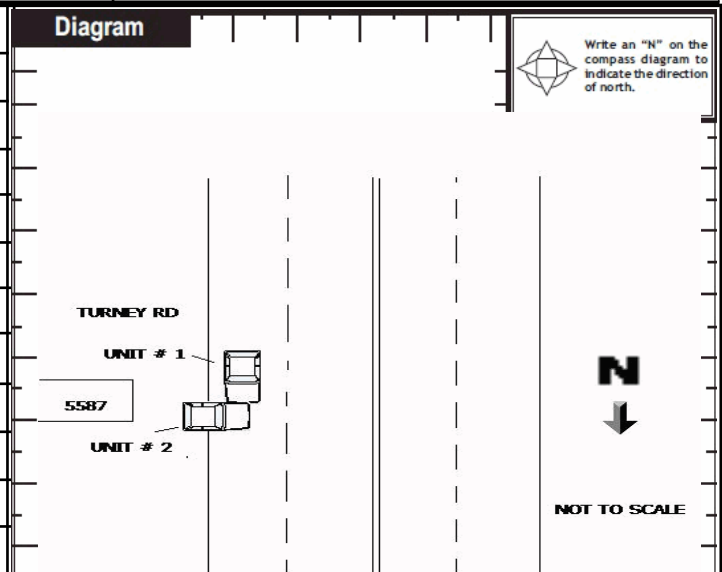 Diagram
Write an “N” on the
compass diagram to
indicate the direction
of north.
TURNEY RD
UNIT # 1
5587
UNIT # 2
N
NOT TO SCALE